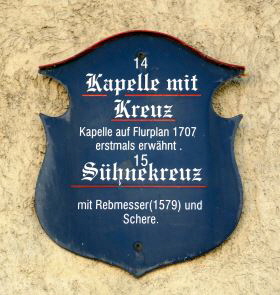 14
Kapelle mit
Kreuz
Kapelle auf Flurplan 1707
erstmals erwähnt .
15
Sühnekreuz
mit Rebmesser(1579) und
Schere.